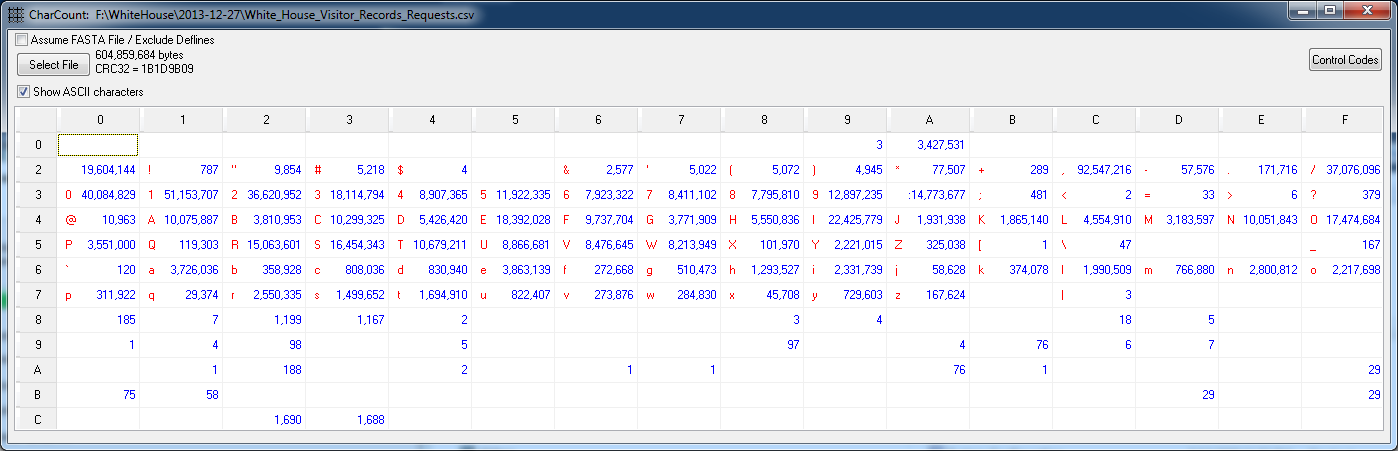 CharCount: F:\WhiteHouse\2013-12-27\White_House_Visitor_Records_Requests.csv
Assume FASTA File / Exclude Deflines
Select File 604,859,684 bytes Control Codes
CRC32 = 1B1D9B09
Show ASCII characters
0 1 2 3 4 5 6 7 8 9 A B C D E F
0 3 3,427,531
2 19,604,144 ! 787 " 9,854 # 5,218 $ 4 & 2,577 ' 5,022 ( 5,072 ) 4,945 * 77,507 + 289 , 92,547,216 - 57,576 . 171,716 / 37,076,096
3 0 40,084,829 1 51,153,707 2 36,620,952 3 18,114,794 4 8,907,365 5 11,922,335 6 7,923,322 7 8,411,102 8 7,795,810 9 12,897,235 : 14,773,677 ; 481 < 2 = 33 > 6 ? 379
4 @ 10,963 A 10,075,887 B 3,810,953 C 10,299,325 D 5,426,420 E 18,392,028 F 9,737,704 G 3,771,909 H 5,550,836 I 22,425,779 J 1,931,938 K 1,865,140 L 4,554,910 M 3,183,597 N 10,051,843 O 17,474,684
5 P 3,551,000 Q 119,303 R 15,063,601 S 16,454,343 T 10,679,211 U 8,866,681 V 8,476,645 W 8,213,949 X 101,970 Y 2,221,015 Z 325,038 [ 1 \ 47 _ 167
6 ` 120 a 3,726,036 b 358,928 c 808,036 d 830,940 e 3,863,139 f 272,668 g 510,473 h 1,293,527 i 2,331,739 j 58,628 k 374,078 l 1,990,509 m 766,880 n 2,800,812 o 2,217,698
7 p 311,922 q 29,374 r 2,550,335 s 1,499,652 t 1,694,910 u 822,407 v 273,876 w 284,830 x 45,708 y 729,603 z 167,624 | 3
8 185 7 1,199 1,167 2 3 4 18 5
9 1 4 98 5 97 4 76 6 7
A 1 188 2 1 1 76 1 29
B 75 58 29 29
C 1,690 1,688